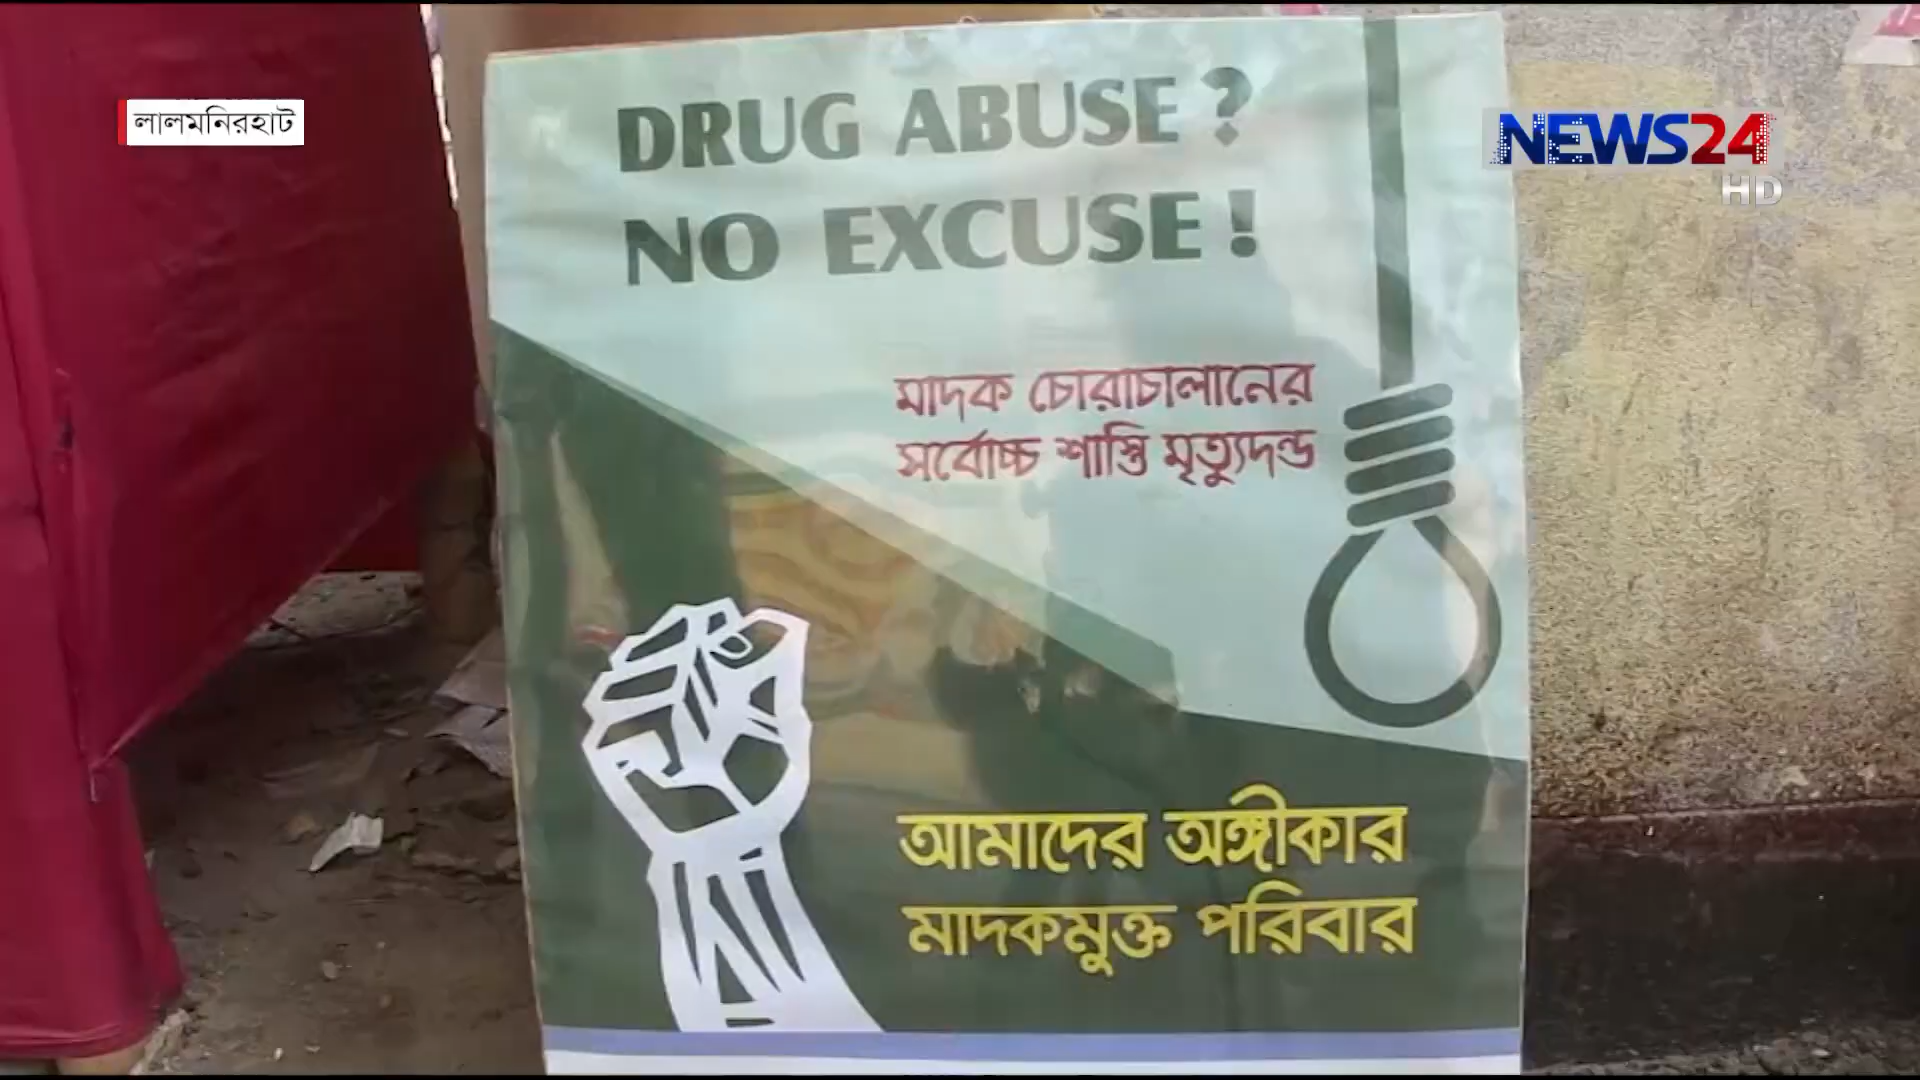 লালমনিরহাট
NEWS24
HD
DRUG ABUSE ?
NO EXCUSE !
মাদক চোরাচালানের
সর্বোচ্চ শাস্তি মৃত্যুদন্ড
আমাদের অঙ্গীকার
মাদকমুক্ত পরিবার